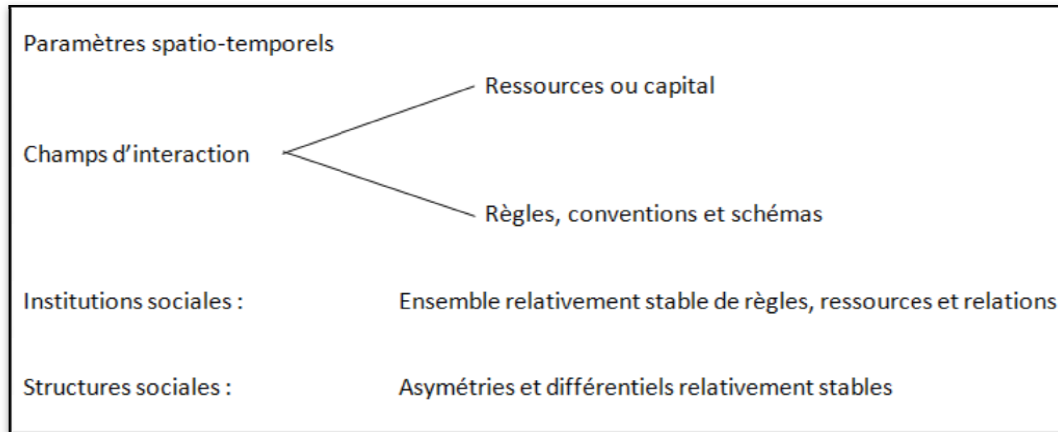 Paramètres spatio-temporels
Ressources ou capital
Champs d’interaction
Règles, conventions et schémas
Institutions sociales : Ensemble relativement stable de règles, ressources et relations
Structures sociales : Asymétries et différentiels relativement stables